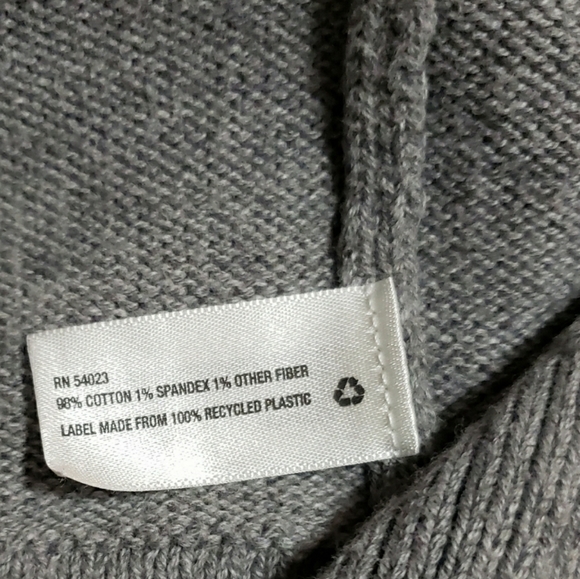 RN 54023
98% COTTON 1% SPANDEX 1% OTHER FIBER
LABEL MADE FROM 100% RECYCLED PLASTIC